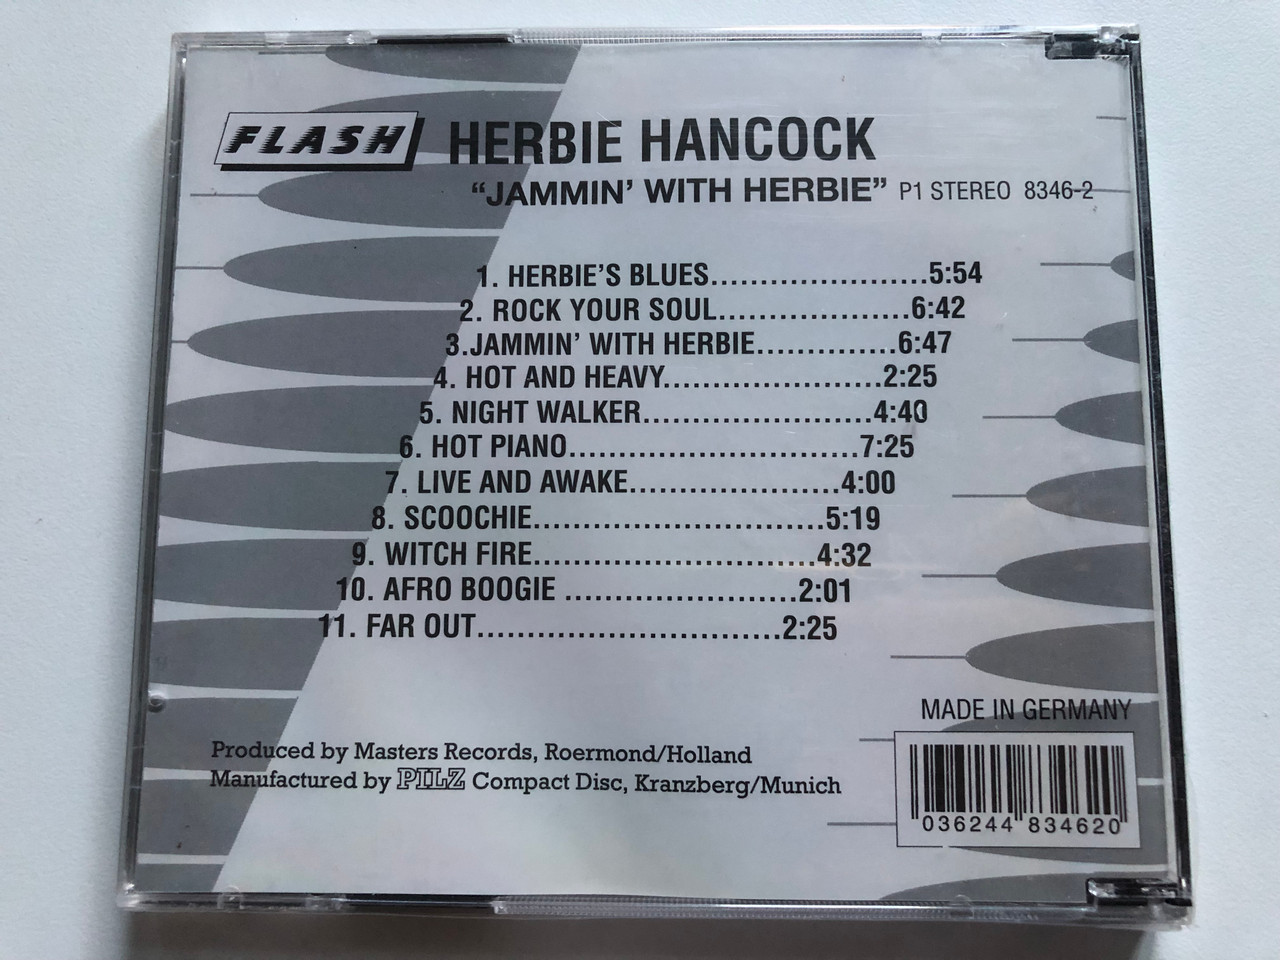 FLASH HERBIE HANCOCK
“JAMMIN’ WITH HERBIE” P1 STEREO 8346-2
1. HERBIE’S BLUES......................5:54
2. ROCK YOUR SOUL...................6:42
3.JAMMIN’ WITH HERBIE..............6:47
4. HOT AND HEAVY......................2:25
5. NIGHT WALKER.......................4:40
6. HOT PIANO.............................7:25
7. LIVE AND AWAKE.....................4:00
8. SCOOCHIE.............................5:19
9. WITCH FIRE............................4:32
10. AFRO BOOGIE .......................2:01
11. FAR OUT..............................2:25
MADE IN GERMANY
Produced by Masters Records, Roermond/Holland
Manufactured by PILZ Compact Disc, Kranzberg/Munich
036244 834620